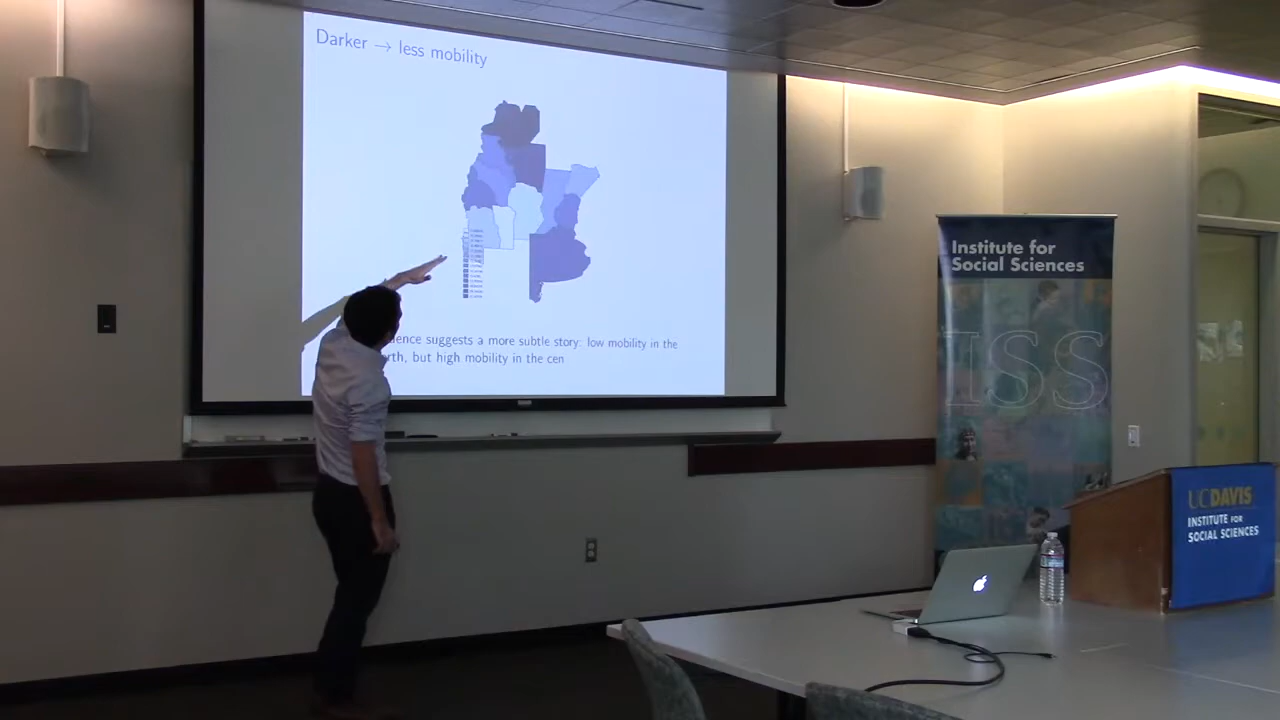 Darker → less mobility
dence suggests a more subtle story: low mobility in the
rth, but high mobility in the cen
Institute for
Social Sciences
ISS
UCDAVIS
INSTITUTE FOR
SOCIAL SCIENCES